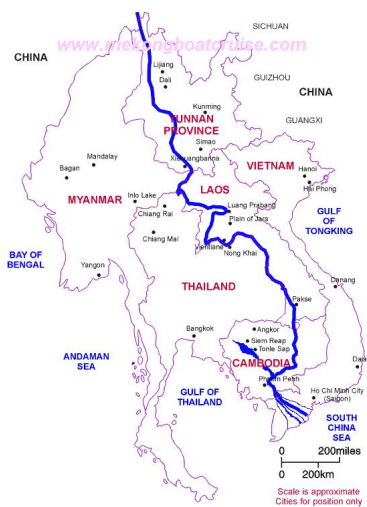 www.mekongboatcruise.com
SICHUAN
CHINA
Lijiang
Dali
GUIZHOU
CHINA
Kunming
YUNNAN
PROVINCE
GUANGXI
Simao
Xishuangbanna
VIETNAM
Hanoi
Hai Phong
Mandalay
Bagan
LAOS
MYANMAR
Inlo Lake
Chiang Rai
Luang Prabang
Plain of Jars
GULF
OF
TONGKING
Chiang Mai
Vientiane
Nong Khai
BAY OF
BENGAL
Yangon
THAILAND
Danang
Pakse
Bangkok
Angkor
Siem Reap
Tonle Sap
ANDAMAN
SEA
CAMBODIA
Phnom Penh
GULF OF
THAILAND
Ho Chi Minh City
(Saigon)
SOUTH
CHINA
SEA
0 200miles
0 200km
Scale is approximate
Cities for position only